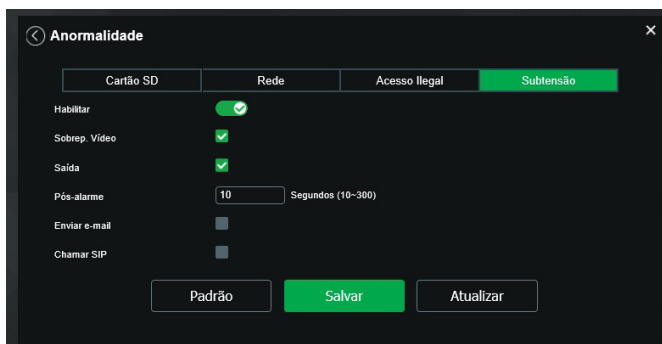 Anormalidade
×
Cartão SD Rede Acesso Ilegal Subtensão
Habilitar
Sobrep. Vídeo
Saída
Pós-alarme 10 Segundos (10~300)
Enviar e-mail
Chamar SIP
Padrão Salvar Atualizar